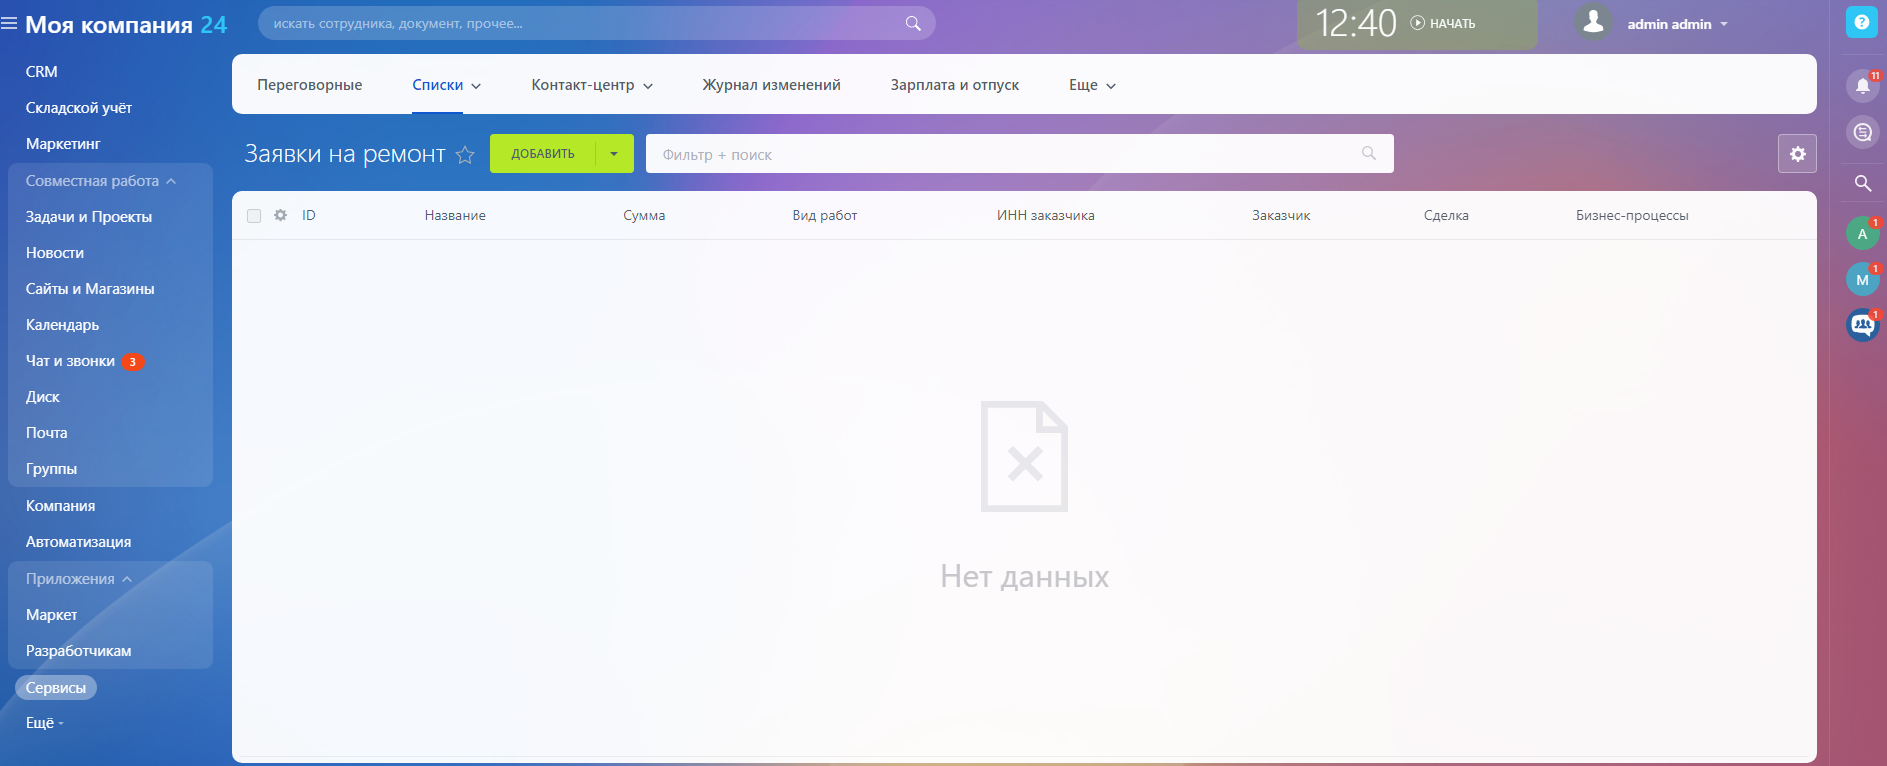 Моя компания 24
искать сотрудника, документ, прочее...
12:40 НАЧАТЬ
admin admin
?
11
CRM
Складской учёт
Маркетинг
Совместная работа
Задачи и Проекты
Новости
Сайты и Магазины
Календарь
Чат и звонки 3
Диск
Почта
Группы
Компания
Автоматизация
Приложения
Маркет
Разработчикам
Сервисы
Ещё
Переговорные Списки Контакт-центр Журнал изменений Зарплата и отпуск Еще
Заявки на ремонт ДОБАВИТЬ Фильтр + поиск
ID Название Сумма Вид работ ИНН заказчика Заказчик Сделка Бизнес-процессы
Нет данных
А 1
М 1
1